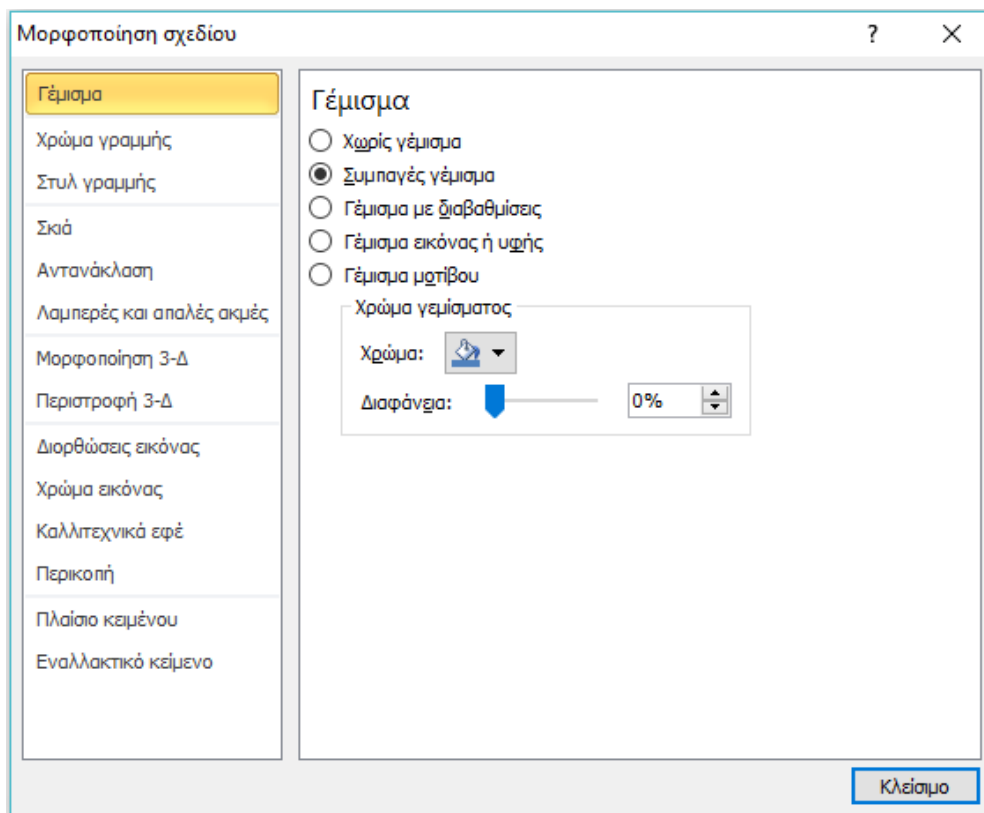 Μορφοποίηση σχεδίου
?
Γέμισμα
Χρώμα γραμμής
Στυλ γραμμής
Σκιά
Αντανάκλαση
Λαμπερές και απαλές ακμές
Μορφοποίηση 3-Δ
Περιστροφή 3-Δ
Διορθώσεις εικόνας
Χρώμα εικόνας
Καλλιτεχνικά εφέ
Περικοπή
Πλαίσιο κειμένου
Εναλλακτικό κείμενο
Γέμισμα
Χωρίς γέμισμα
Συμπαγές γέμισμα
Γέμισμα με διαβαθμίσεις
Γέμισμα εικόνας ή υφής
Γέμισμα μοτίβου
Χρώμα γεμίσματος
Χρώμα:
Διαφάνεια: 0%
Κλείσιμο